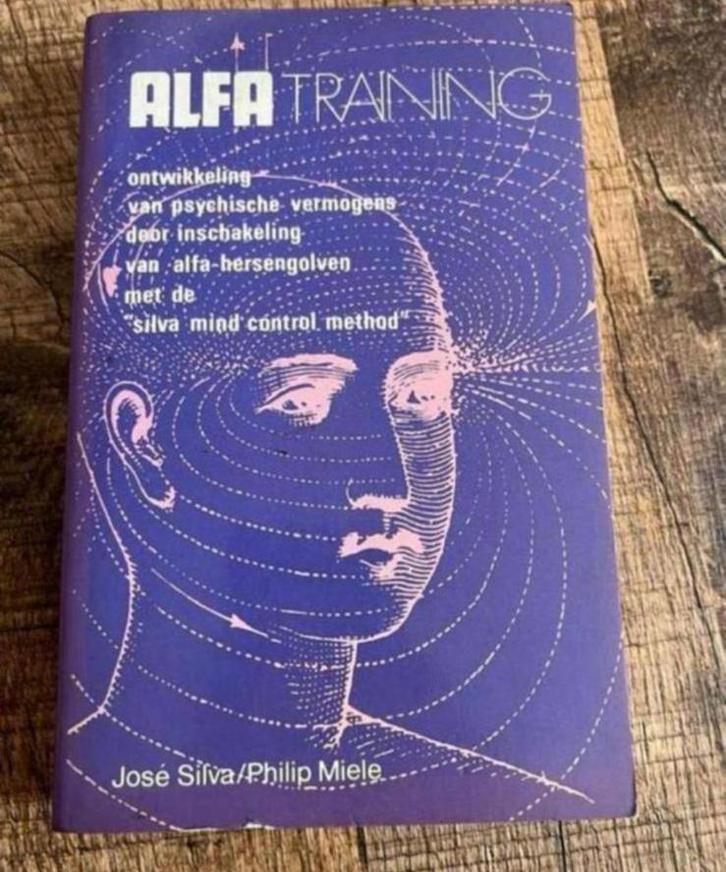 ALFA TRAINING
ontwikkeling
van psychische vermogens
door inschakeling
van alfa-hersengolven
met de
"silva mind control method"
José Silva/Philip Miele